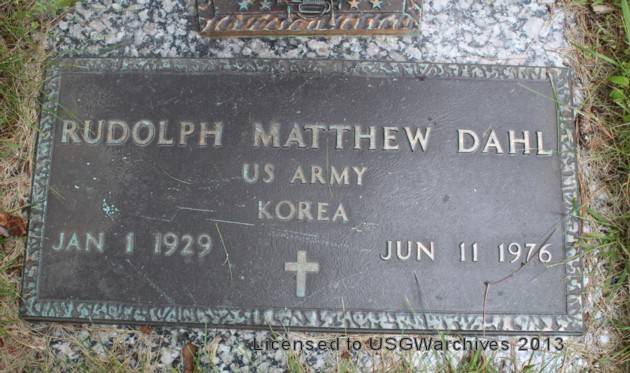 RUDOLPH MATTHEW DAHL
US ARMY
KOREA
JAN 1 1929 JUN 11 1976
Licensed to USGWarchives 2013